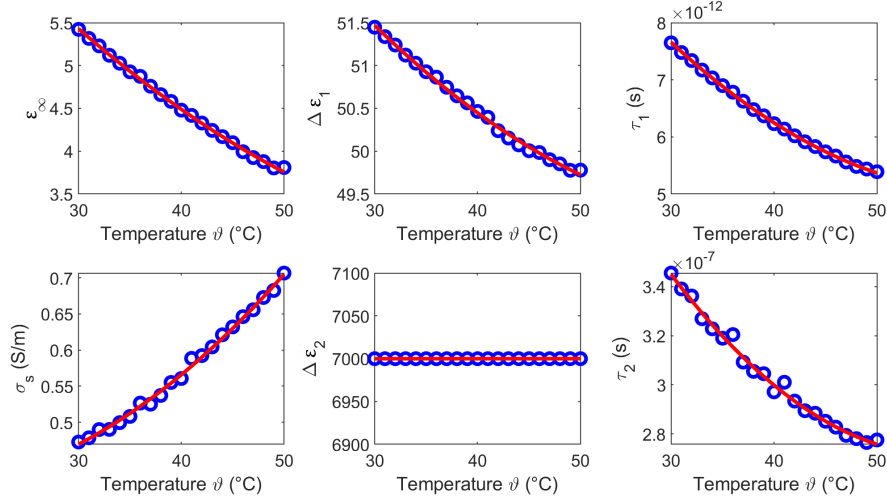 5.5
5
4.5
4
3.5
ε∞
30 40 50
Temperature ϑ (°C)
51.5
51
50.5
50
49.5
Δ ε1
30 40 50
Temperature ϑ (°C)
×10-12
8
7
6
5
τ1 (s)
30 40 50
Temperature ϑ (°C)
0.7
0.65
0.6
0.55
0.5
σs (S/m)
30 40 50
Temperature ϑ (°C)
7100
7050
7000
6950
6900
Δ ε2
30 40 50
Temperature ϑ (°C)
×10-7
3.4
3.2
3
2.8
τ2 (s)
30 40 50
Temperature ϑ (°C)